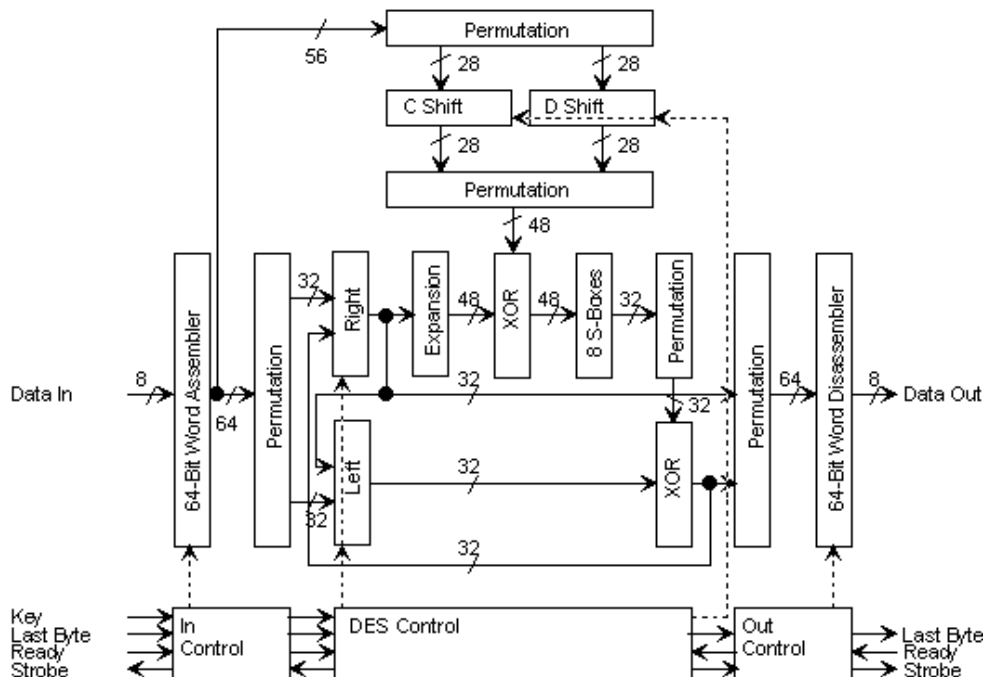 Permutation
56
28
28
C Shift
D Shift
28
28
Permutation
48
64-Bit Word Assembler
Permutation
32
Right
Expansion
48
XOR
48
8 S-Boxes
32
Permutation
Permutation
64-Bit Word Disassembler
Data In
8
64
32
32
64
8
Data Out
Left
32
32
XOR
32
Key
Last Byte
Ready
Strobe
In
Control
DES Control
Out
Control
Last Byte
Ready
Strobe